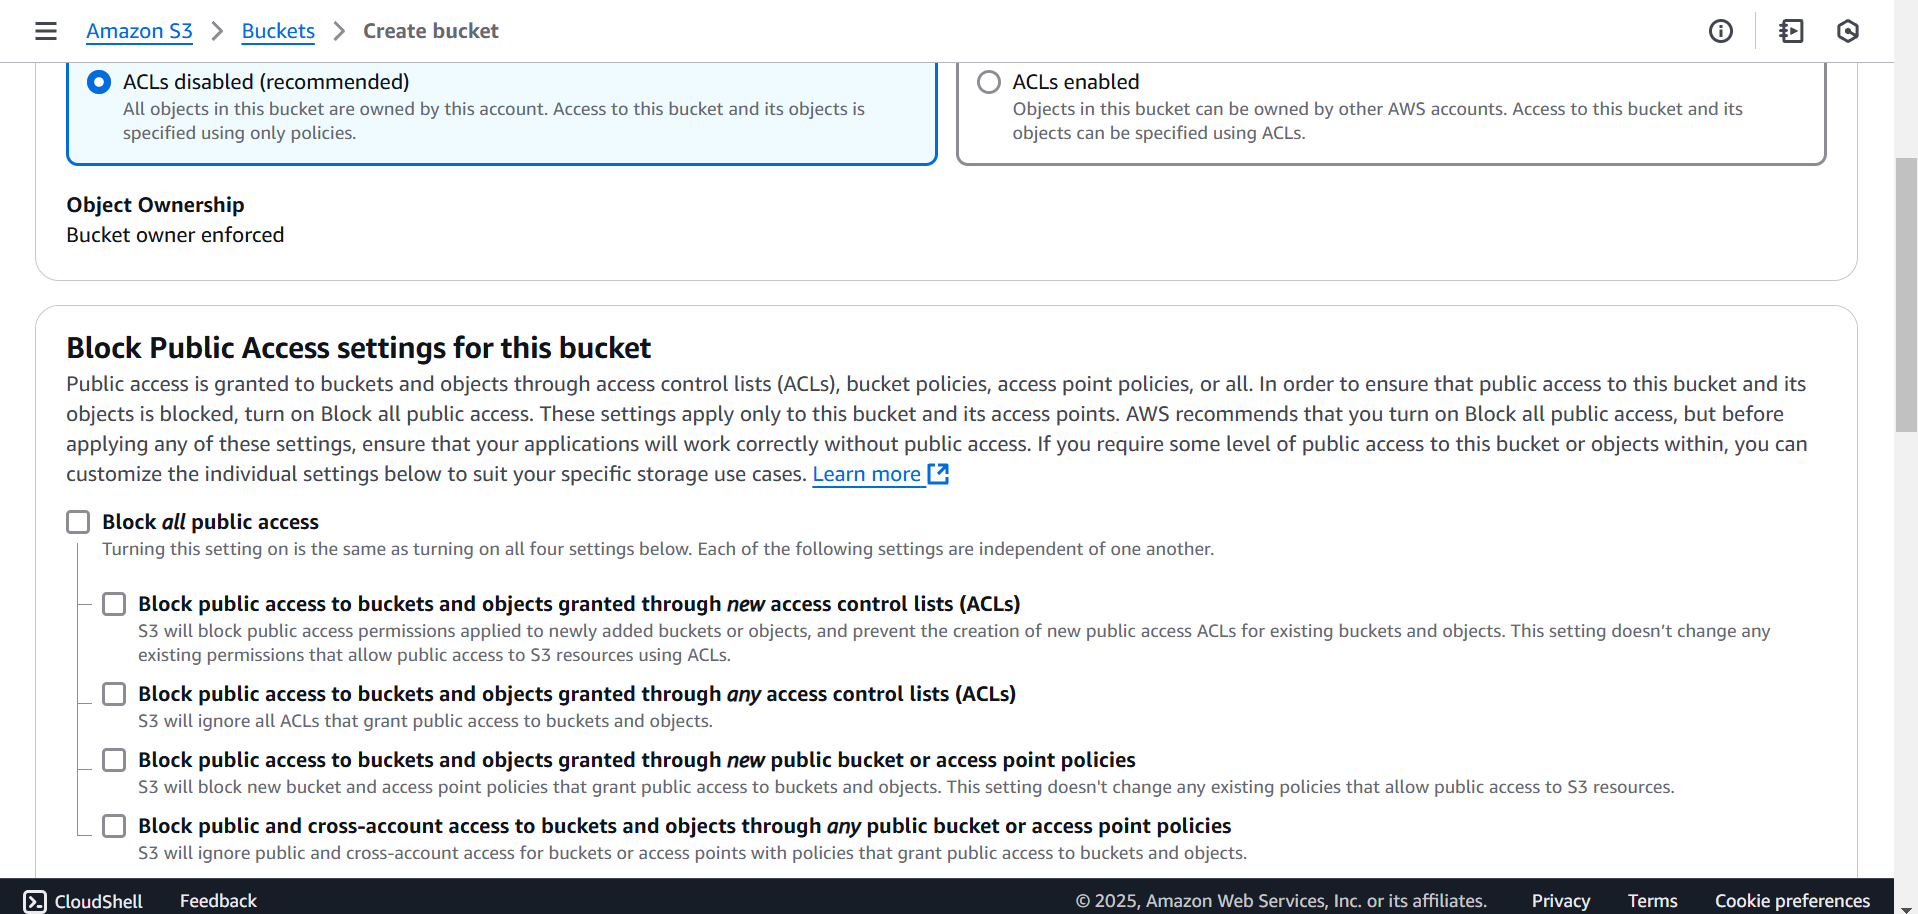 Amazon S3 > Buckets > Create bucket
ACLs disabled (recommended)
All objects in this bucket are owned by this account. Access to this bucket and its objects is
specified using only policies.
ACLs enabled
Objects in this bucket can be owned by other AWS accounts. Access to this bucket and its
objects can be specified using ACLs.
Object Ownership
Bucket owner enforced
Block Public Access settings for this bucket
Public access is granted to buckets and objects through access control lists (ACLs), bucket policies, access point policies, or all. In order to ensure that public access to this bucket and its
objects is blocked, turn on Block all public access. These settings apply only to this bucket and its access points. AWS recommends that you turn on Block all public access, but before
applying any of these settings, ensure that your applications will work correctly without public access. If you require some level of public access to this bucket or objects within, you can
customize the individual settings below to suit your specific storage use cases. Learn more
Block all public access
Turning this setting on is the same as turning on all four settings below. Each of the following settings are independent of one another.
Block public access to buckets and objects granted through new access control lists (ACLs)
S3 will block public access permissions applied to newly added buckets or objects, and prevent the creation of new public access ACLs for existing buckets and objects. This setting doesn’t change any
existing permissions that allow public access to S3 resources using ACLs.
Block public access to buckets and objects granted through any access control lists (ACLs)
S3 will ignore all ACLs that grant public access to buckets and objects.
Block public access to buckets and objects granted through new public bucket or access point policies
S3 will block new bucket and access point policies that grant public access to buckets and objects. This setting doesn't change any existing policies that allow public access to S3 resources.
Block public and cross-account access to buckets and objects through any public bucket or access point policies
S3 will ignore public and cross-account access for buckets or access points with policies that grant public access to buckets and objects.
CloudShell Feedback © 2025, Amazon Web Services, Inc. or its affiliates. Privacy Terms Cookie preferences